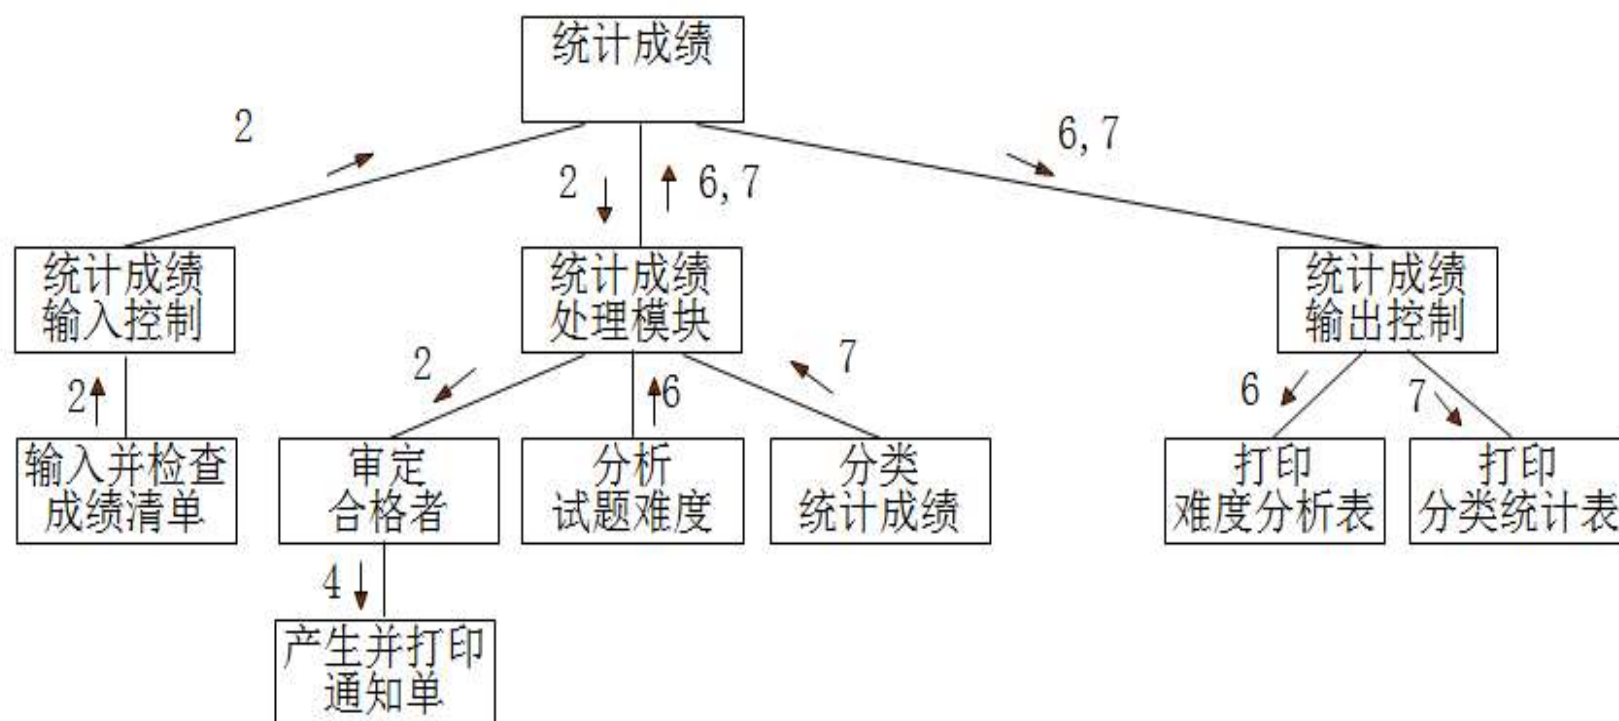 统计成绩
2
6,7
2
6,7
统计成绩
输入控制
统计成绩
处理模块
统计成绩
输出控制
2
2
6
7
6
7
输入并检查
成绩清单
审定
合格者
分析
试题难度
分类
统计成绩
打印
难度分析表
打印
分类统计表
4
产生并打印
通知单